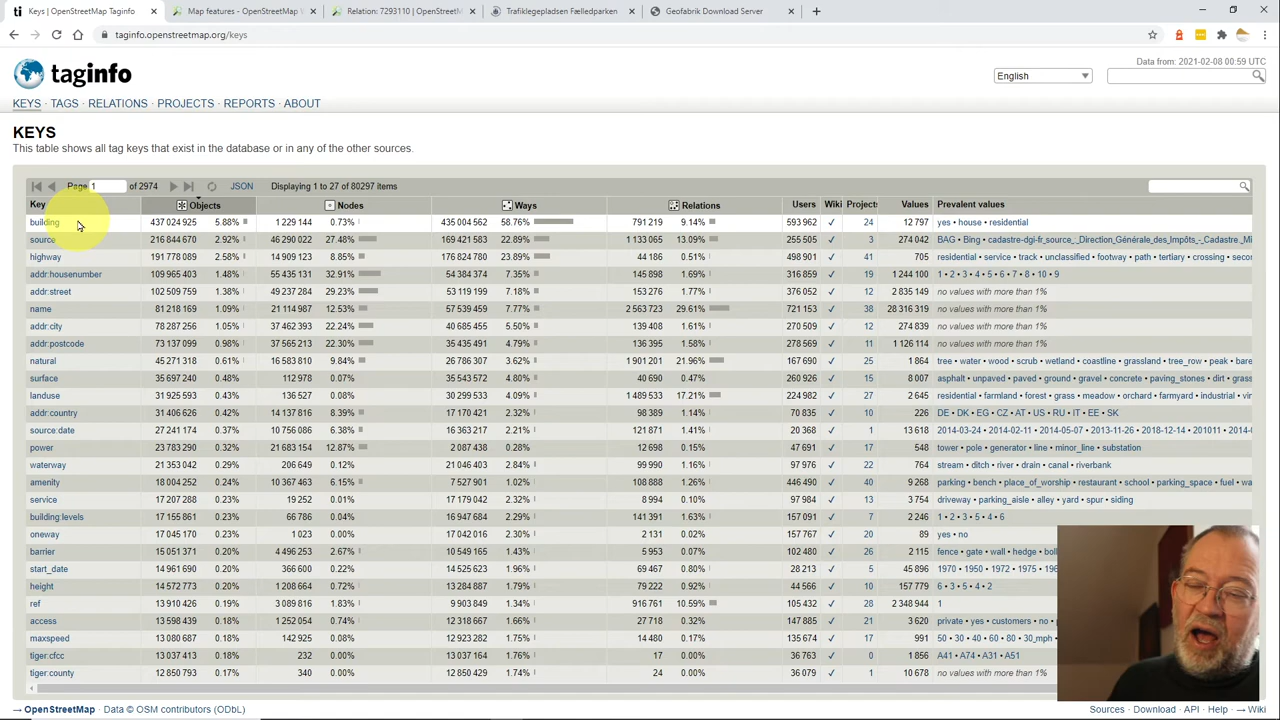 Keys | OpenStreetMap Taginfo
Map features - OpenStreetMap W
Relation: 7293110 | OpenStreetM
Trafiklegepladsen Fælledparken
Geofabrik Download Server
taginfo.openstreetmap.org/keys
taginfo
Data from: 2021-02-08 00:59 UTC
English
KEYS · TAGS · RELATIONS · PROJECTS · REPORTS · ABOUT
KEYS
This table shows all tag keys that exist in the database or in any of the other sources.
Page 1 of 2974 JSON Displaying 1 to 27 of 80297 items
Key Objects Nodes Ways Relations Users Wiki Projects Values Prevalent values
building 437 024 925 5.88% 1 229 144 0.73% 435 004 562 58.76% 791 219 9.14% 593 962 ✓ 24 12 797 yes • house • residential
source 216 844 670 2.92% 46 290 022 27.48% 169 421 583 22.89% 1 133 065 13.09% 255 505 ✓ 3 274 042 BAG • Bing • cadastre-dgi-fr_source_:_Direction_Générale_des_Impôts_-_Cadastre_Mi
highway 191 778 089 2.58% 14 909 123 8.85% 176 824 780 23.89% 44 186 0.51% 498 901 ✓ 41 705 residential • service • track • unclassified • footway • path • tertiary • crossing • secon
addr:housenumber 109 965 403 1.48% 55 435 131 32.91% 54 384 374 7.35% 145 898 1.69% 316 859 ✓ 19 1 244 100 1 • 2 • 3 • 4 • 5 • 6 • 7 • 8 • 10 • 9
addr:street 102 509 759 1.38% 49 237 284 29.23% 53 119 199 7.18% 153 276 1.77% 376 052 ✓ 12 2 835 149 no values with more than 1%
name 81 218 169 1.09% 21 114 987 12.53% 57 539 459 7.77% 2 563 723 29.61% 721 153 ✓ 38 28 316 319 no values with more than 1%
addr:city 78 287 256 1.05% 37 462 393 22.24% 40 685 455 5.50% 139 408 1.61% 270 509 ✓ 12 274 839 no values with more than 1%
addr:postcode 73 137 097 0.98% 37 565 213 22.30% 35 435 491 4.79% 136 393 1.58% 278 569 ✓ 11 1 126 114 no values with more than 1%
natural 45 271 318 0.61% 16 583 810 9.84% 26 786 307 3.62% 1 901 201 21.96% 167 690 ✓ 25 1 864 tree • water • wood • scrub • wetland • coastline • grassland • tree_row • peak • bare
surface 35 697 240 0.48% 112 978 0.07% 35 543 572 4.80% 40 690 0.47% 260 926 ✓ 15 8 007 asphalt • unpaved • paved • ground • gravel • concrete • paving_stones • dirt • grass
landuse 31 925 593 0.43% 136 527 0.08% 30 299 533 4.09% 1 489 533 17.21% 224 982 ✓ 27 2 645 residential • farmland • forest • grass • meadow • orchard • farmyard • industrial • vin
addr:country 31 406 626 0.42% 14 137 816 8.39% 17 170 421 2.32% 98 389 1.14% 70 835 ✓ 10 226 DE • DK • EG • CZ • AT • US • RU • IT • EE • SK
source:date 27 241 174 0.37% 10 756 086 6.38% 16 363 217 2.21% 121 871 1.41% 20 368 ✓ 1 13 618 2014-03-24 • 2014-02-11 • 2014-05-07 • 2013-11-26 • 2018-12-14 • 201011 • 2014-0
power 23 783 290 0.32% 21 683 154 12.87% 2 087 438 0.28% 12 698 0.15% 47 691 ✓ 17 548 tower • pole • generator • line • minor_line • substation
waterway 21 353 042 0.29% 206 649 0.12% 21 046 403 2.84% 99 990 1.16% 97 976 ✓ 22 764 stream • ditch • river • drain • canal • riverbank
amenity 18 004 252 0.24% 10 367 463 6.15% 7 527 901 1.02% 108 888 1.26% 446 490 ✓ 40 9 268 parking • bench • place_of_worship • restaurant • school • parking_space • fuel • wa
service 17 207 288 0.23% 19 252 0.01% 17 179 042 2.32% 8 994 0.10% 97 984 ✓ 13 3 754 driveway • parking_aisle • alley • yard • spur • siding
building:levels 17 155 861 0.23% 66 786 0.04% 16 947 684 2.29% 141 391 1.63% 157 091 ✓ 7 2 246 1 • 2 • 3 • 5 • 4 • 6
oneway 17 045 170 0.23% 1 023 0.00% 17 042 016 2.30% 2 131 0.02% 157 742 ✓ 20 89 yes • no
barrier 15 051 371 0.20% 4 496 253 2.67% 10 549 165 1.43% 5 953 0.07% 102 480 ✓ 26 2 115 fence • gate • wall • hedge • boll
start_date 14 961 690 0.20% 366 600 0.22% 14 525 624 1.96% 69 467 0.80% 28 213 ✓ 5 45 896 1970 • 1950 • 1972 • 1975 • 196
height 14 572 773 0.20% 1 208 664 0.72% 13 284 887 1.79% 79 222 0.92% 44 566 ✓ 10 157 779 6 • 3 • 5 • 4 • 2
ref 13 910 426 0.19% 3 089 816 1.83% 9 903 849 1.34% 916 761 10.59% 105 432 ✓ 28 2 348 944 1
access 13 598 439 0.18% 1 252 054 0.74% 12 318 667 1.66% 27 718 0.32% 147 885 ✓ 21 3 620 private • yes • customers • no •
maxspeed 13 080 687 0.18% 142 925 0.08% 12 923 282 1.75% 14 480 0.17% 135 674 ✓ 17 991 50 • 30 • 40 • 60 • 80 • 30_mph •
tiger:cfcc 13 037 413 0.18% 232 0.00% 13 037 164 1.76% 17 0.00% 36 763 ✓ 0 1 856 A41 • A74 • A31 • A51
tiger:county 12 850 793 0.17% 340 0.00% 12 850 429 1.74% 24 0.00% 36 079 ✓ 1 10 678 no values with more than 1%
→ OpenStreetMap Data © OSM contributors (ODbL)
Sources · Download · API · Help · → Wiki